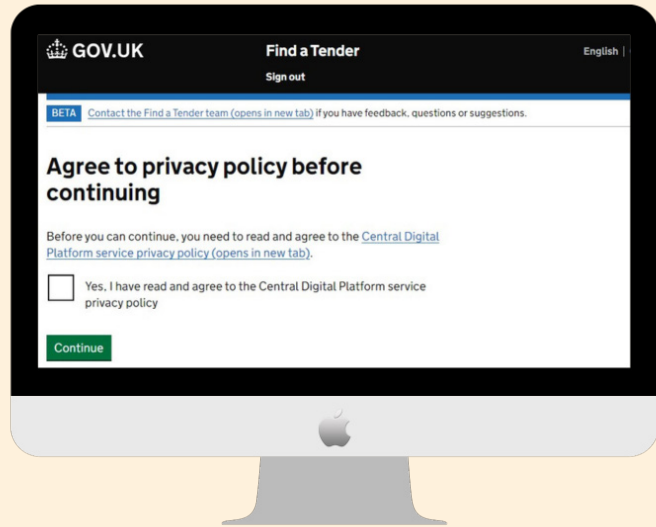 GOV.UK
Find a Tender
English |
Sign out
BETA Contact the Find a Tender team (opens in new tab) if you have feedback, questions or suggestions.
Agree to privacy policy before
continuing
Before you can continue, you need to read and agree to the Central Digital
Platform service privacy policy (opens in new tab).
Yes, I have read and agree to the Central Digital Platform service
privacy policy
Continue